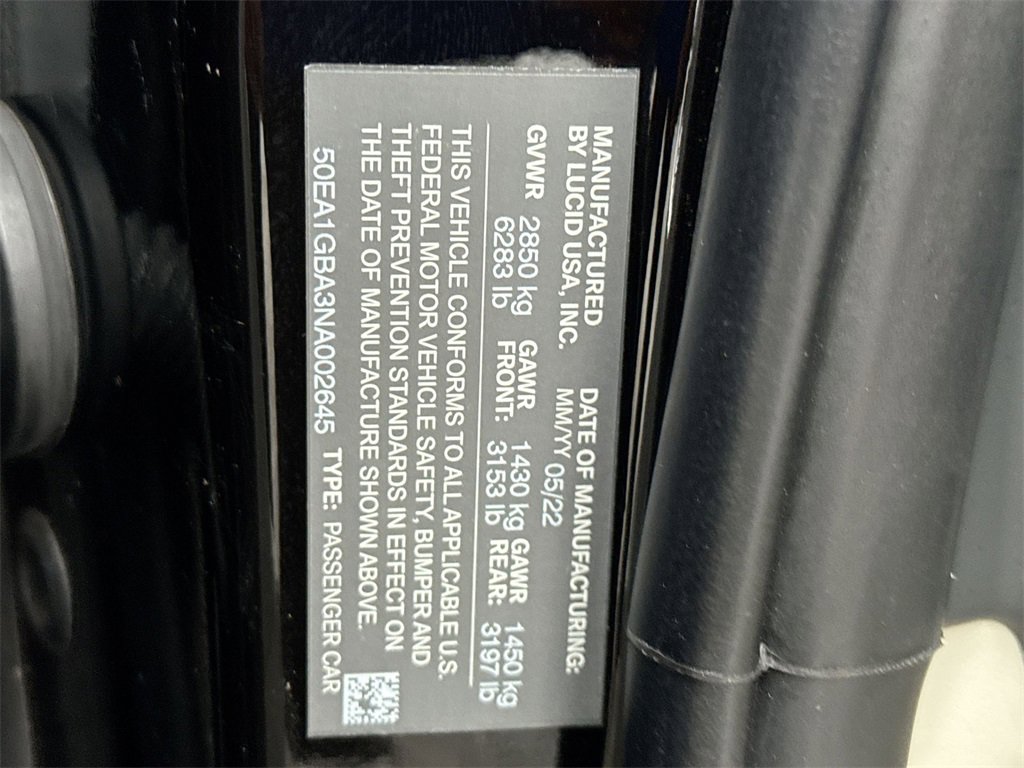 MANUFACTURED
BY LUCID USA, INC.
DATE OF MANUFACTURING:
MM/YY 05/22
GVWR 2850 kg GAWR 1430 kg GAWR 1450 kg
6283 lb FRONT: 3153 lb REAR: 3197 lb
THIS VEHICLE CONFORMS TO ALL APPLICABLE U.S.
FEDERAL MOTOR VEHICLE SAFETY, BUMPER AND
THEFT PREVENTION STANDARDS IN EFFECT ON
THE DATE OF MANUFACTURE SHOWN ABOVE.
50EA1GBA3NA002645 TYPE: PASSENGER CAR